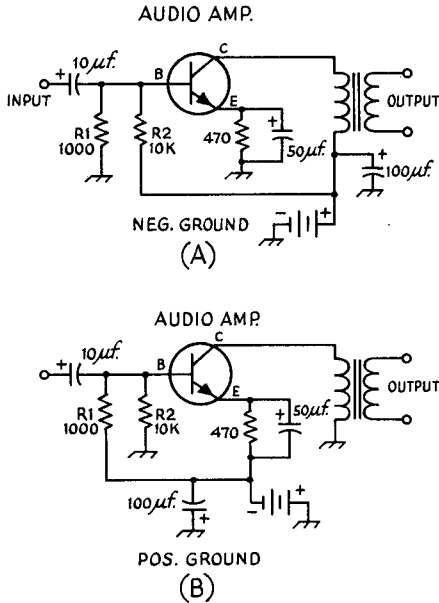 AUDIO AMP.
C
+ 10µf.
B
INPUT
E
R1
1000
R2
10K
470
+
50µf.
OUTPUT
+
100µf.
NEG. GROUND
- +
(A)
AUDIO AMP.
C
+ 10µf.
B
E
R1
1000
R2
10K
470
+
50µf.
OUTPUT
100µf.
+
- +
POS. GROUND
(B)